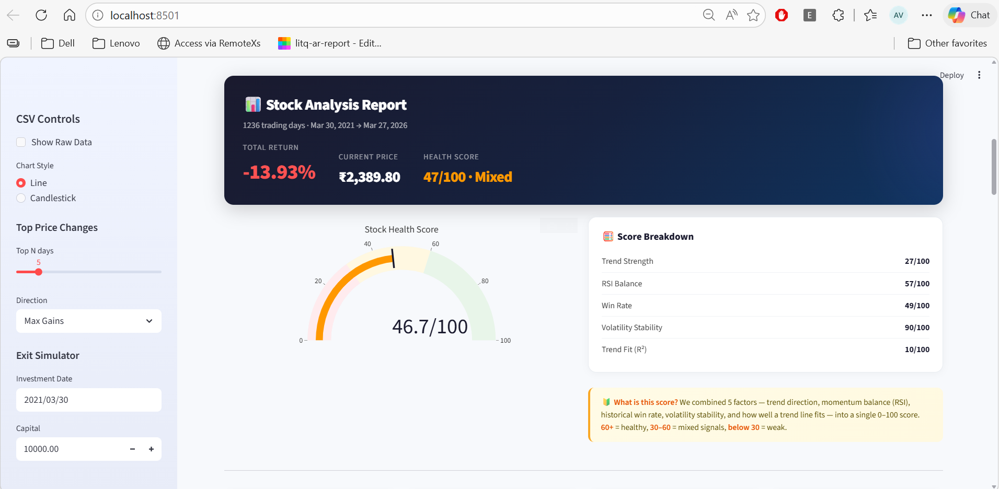 localhost:8501
Chat
Dell
Lenovo
Access via RemoteXs
litq-ar-report - Edit...
Other favorites
AV
E
Deploy
CSV Controls
Show Raw Data
Chart Style
Line
Candlestick
Top Price Changes
Top N days
5
Direction
Max Gains
Exit Simulator
Investment Date
2021/03/30
Capital
10000.00
Stock Analysis Report
1236 trading days · Mar 30, 2021 → Mar 27, 2026
TOTAL RETURN
-13.93%
CURRENT PRICE
₹2,389.80
HEALTH SCORE
47/100 · Mixed
Stock Health Score
0
20
40
60
80
100
46.7/100
Score Breakdown
Trend Strength 27/100
RSI Balance 57/100
Win Rate 49/100
Volatility Stability 90/100
Trend Fit (R²) 10/100
What is this score? We combined 5 factors — trend direction, momentum balance (RSI),
historical win rate, volatility stability, and how well a trend line fits — into a single 0–100 score.
60+ = healthy, 30–60 = mixed signals, below 30 = weak.